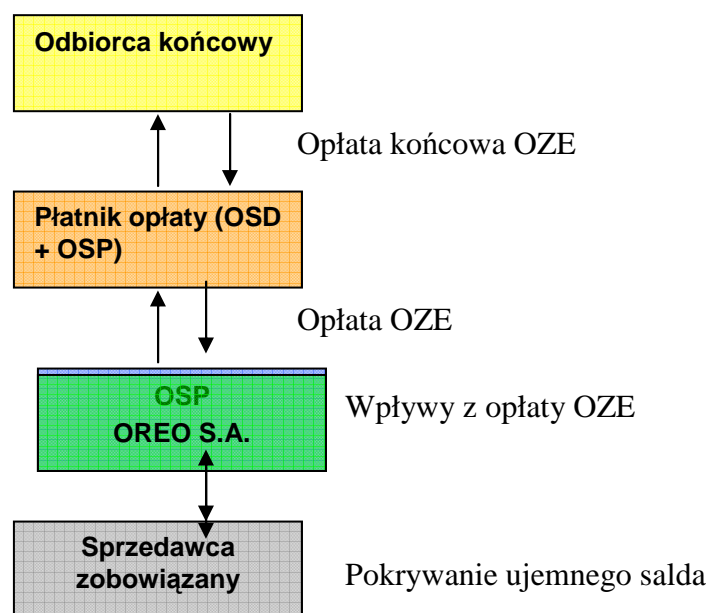 Odbiorca końcowy
Opłata końcowa OZE
Płatnik opłaty (OSD
+ OSP)
Opłata OZE
OSP
OREO S.A.
Wpływy z opłaty OZE
Sprzedawca
zobowiązany
Pokrywanie ujemnego salda